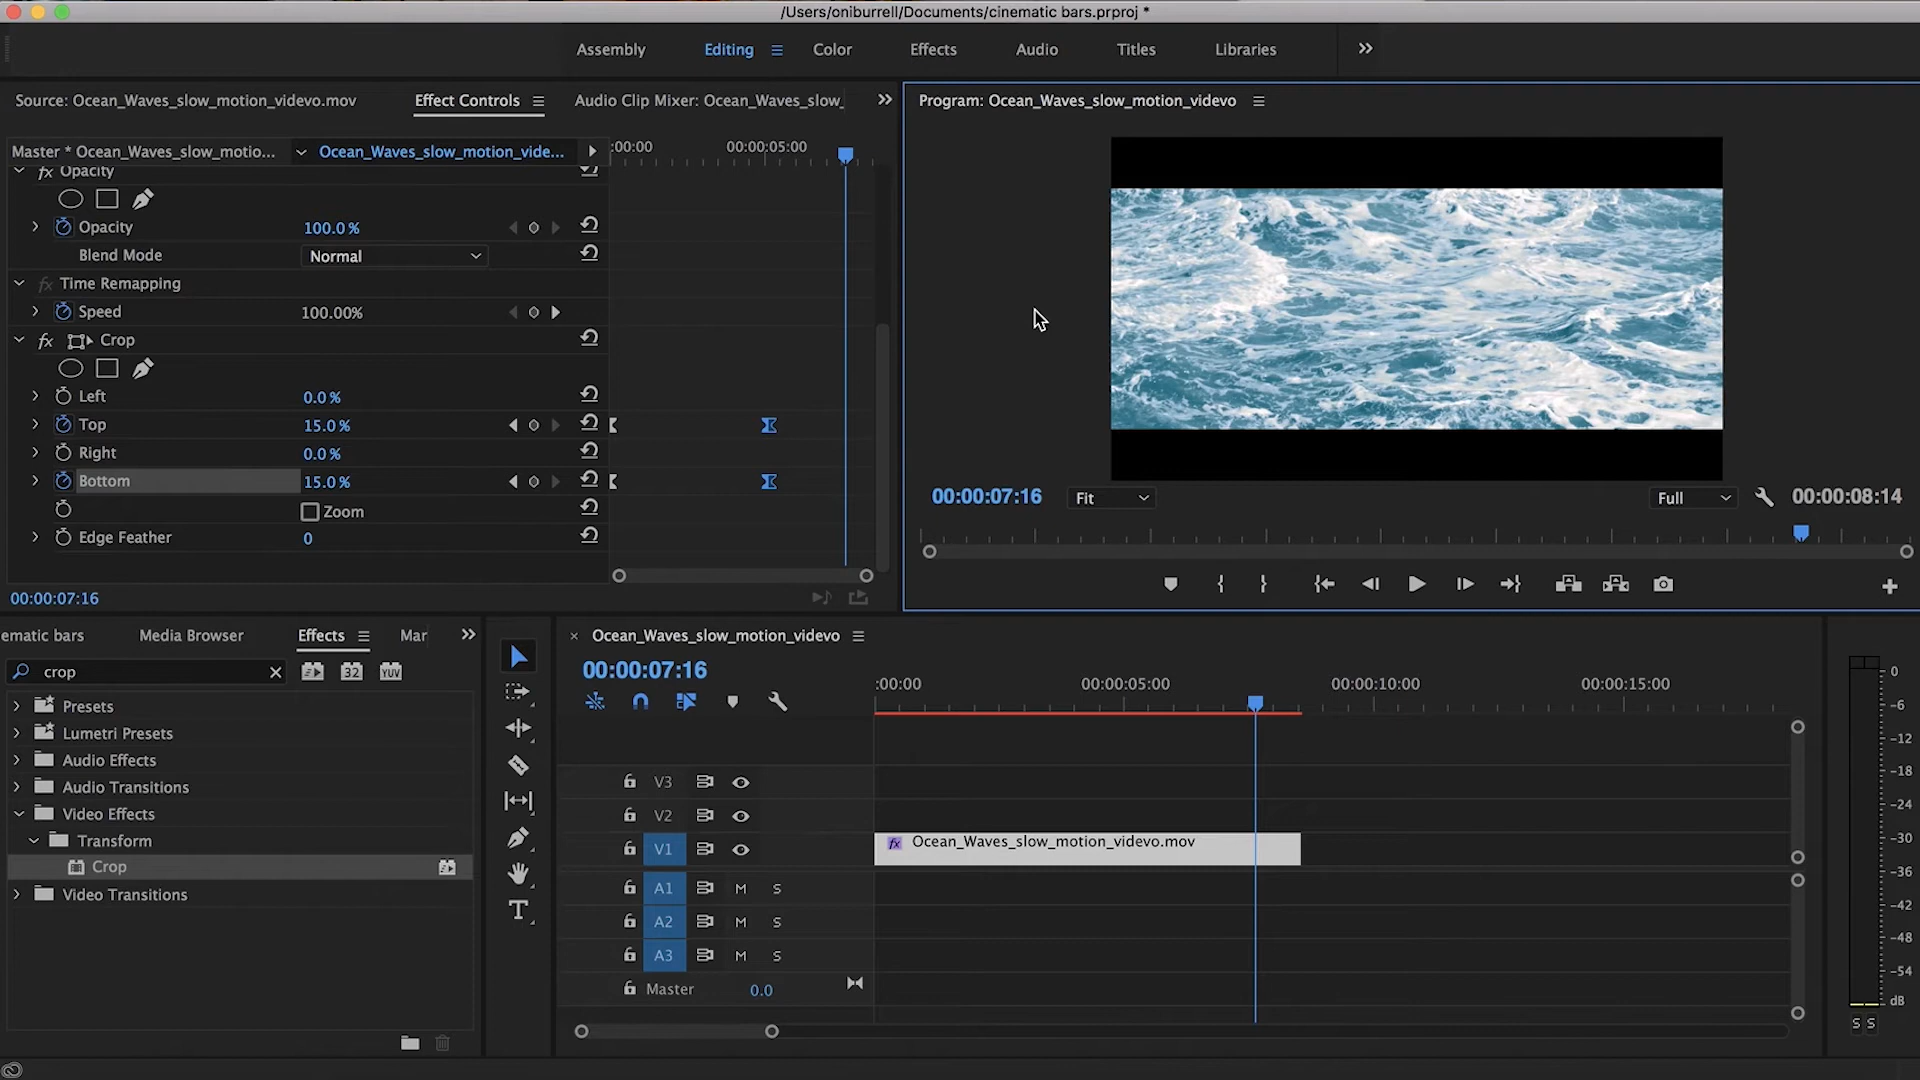 /Users/oniburrell/Documents/cinematic bars.prproj *
Assembly
Editing
Color
Effects
Audio
Titles
Libraries
Source: Ocean_Waves_slow_motion_videvo.mov
Effect Controls
Audio Clip Mixer: Ocean_Waves_slow_
Program: Ocean_Waves_slow_motion_videvo
Master * Ocean_Waves_slow_motio...
Ocean_Waves_slow_motion_vide...
:00:00
00:00:05:00
fx Opacity
Opacity 100.0 %
Blend Mode Normal
fx Time Remapping
Speed 100.00%
fx Crop
Left 0.0 %
Top 15.0 %
Right 0.0 %
Bottom 15.0 %
Zoom
Edge Feather 0
00:00:07:16
00:00:07:16
Fit
Full
00:00:08:14
ematic bars
Media Browser
Effects
Mar
crop
32
YUV
Presets
Lumetri Presets
Audio Effects
Audio Transitions
Video Effects
Transform
Crop
Video Transitions
Ocean_Waves_slow_motion_videvo
00:00:07:16
:00:00
00:00:05:00
00:00:10:00
00:00:15:00
V3
V2
V1
fx Ocean_Waves_slow_motion_videvo.mov
A1 M S
A2 M S
A3 M S
Master 0.0
T
0
-6
-12
-18
-24
-30
-36
-42
-48
-54
dB
S S